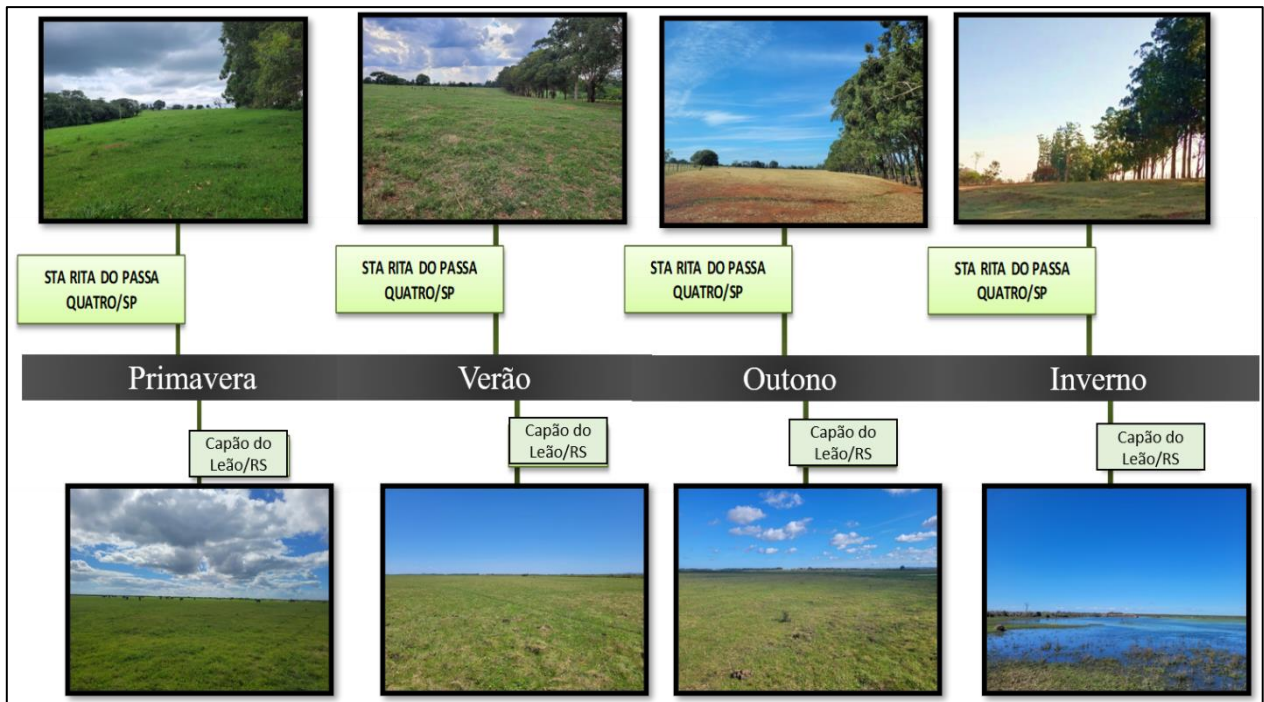 STA RITA DO PASSA
QUATRO/SP
STA RITA DO PASSA
QUATRO/SP
STA RITA DO PASSA
QUATRO/SP
STA RITA DO PASSA
QUATRO/SP
Primavera
Verão
Outono
Inverno
Capão do
Leão/RS
Capão do
Leão/RS
Capão do
Leão/RS
Capão do
Leão/RS